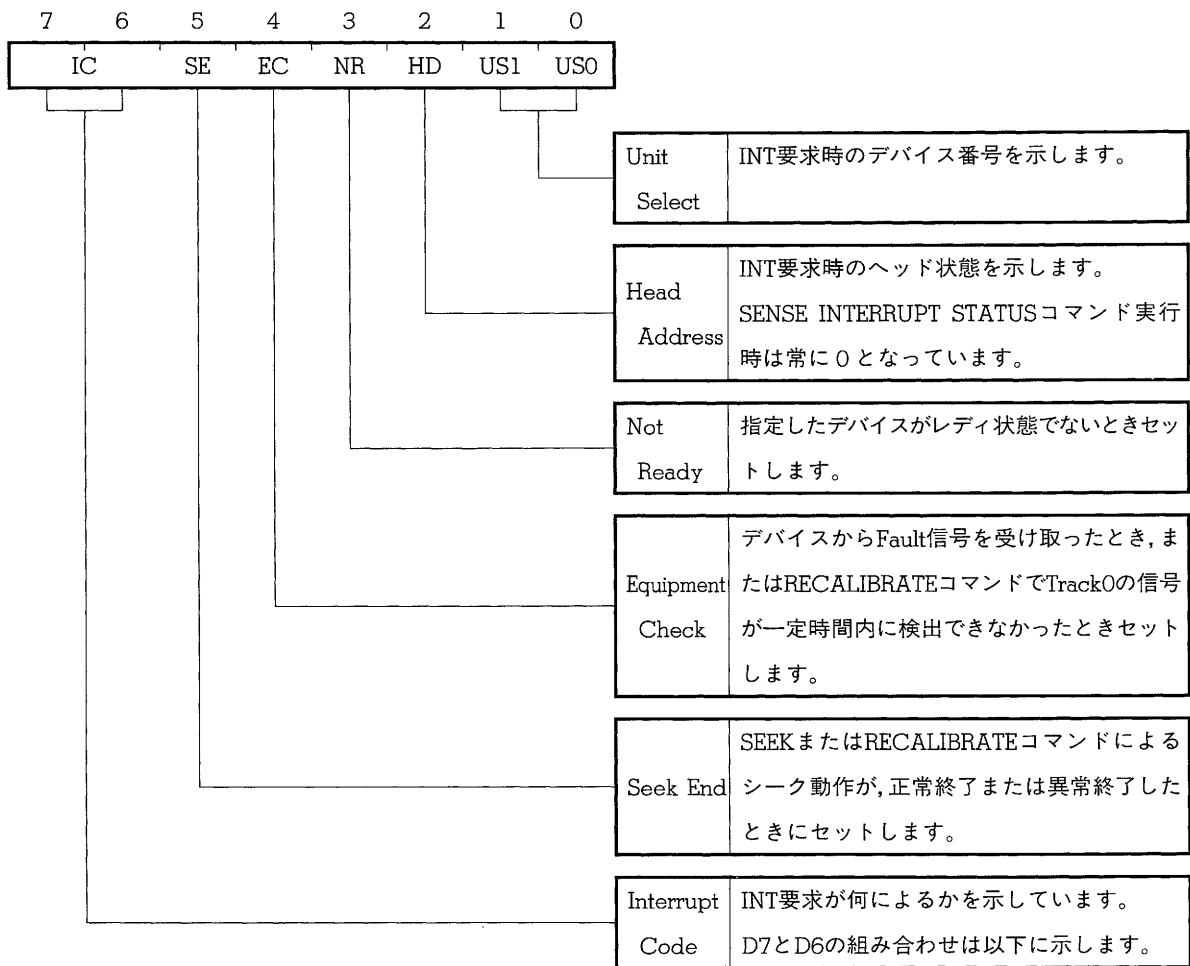 7 6 5 4 3 2 1 0
IC SE EC NR HD US1 US0
Unit
Select
INT要求時のデバイス番号を示します。
Head
Address
INT要求時のヘッド状態を示します。
SENSE INTERRUPT STATUSコマンド実行
時は常に0となっています。
Not
Ready
指定したデバイスがレディ状態でないときセッ
トします。
Equipment
Check
デバイスからFault信号を受け取ったとき,ま
たはRECALIBRATEコマンドでTrack0の信号
が一定時間内に検出できなかったときセット
します。
Seek End
SEEKまたはRECALIBRATEコマンドによる
シーク動作が,正常終了または異常終了した
ときにセットします。
Interrupt
Code
INT要求が何によるかを示しています。
D7とD6の組み合わせは以下に示します。